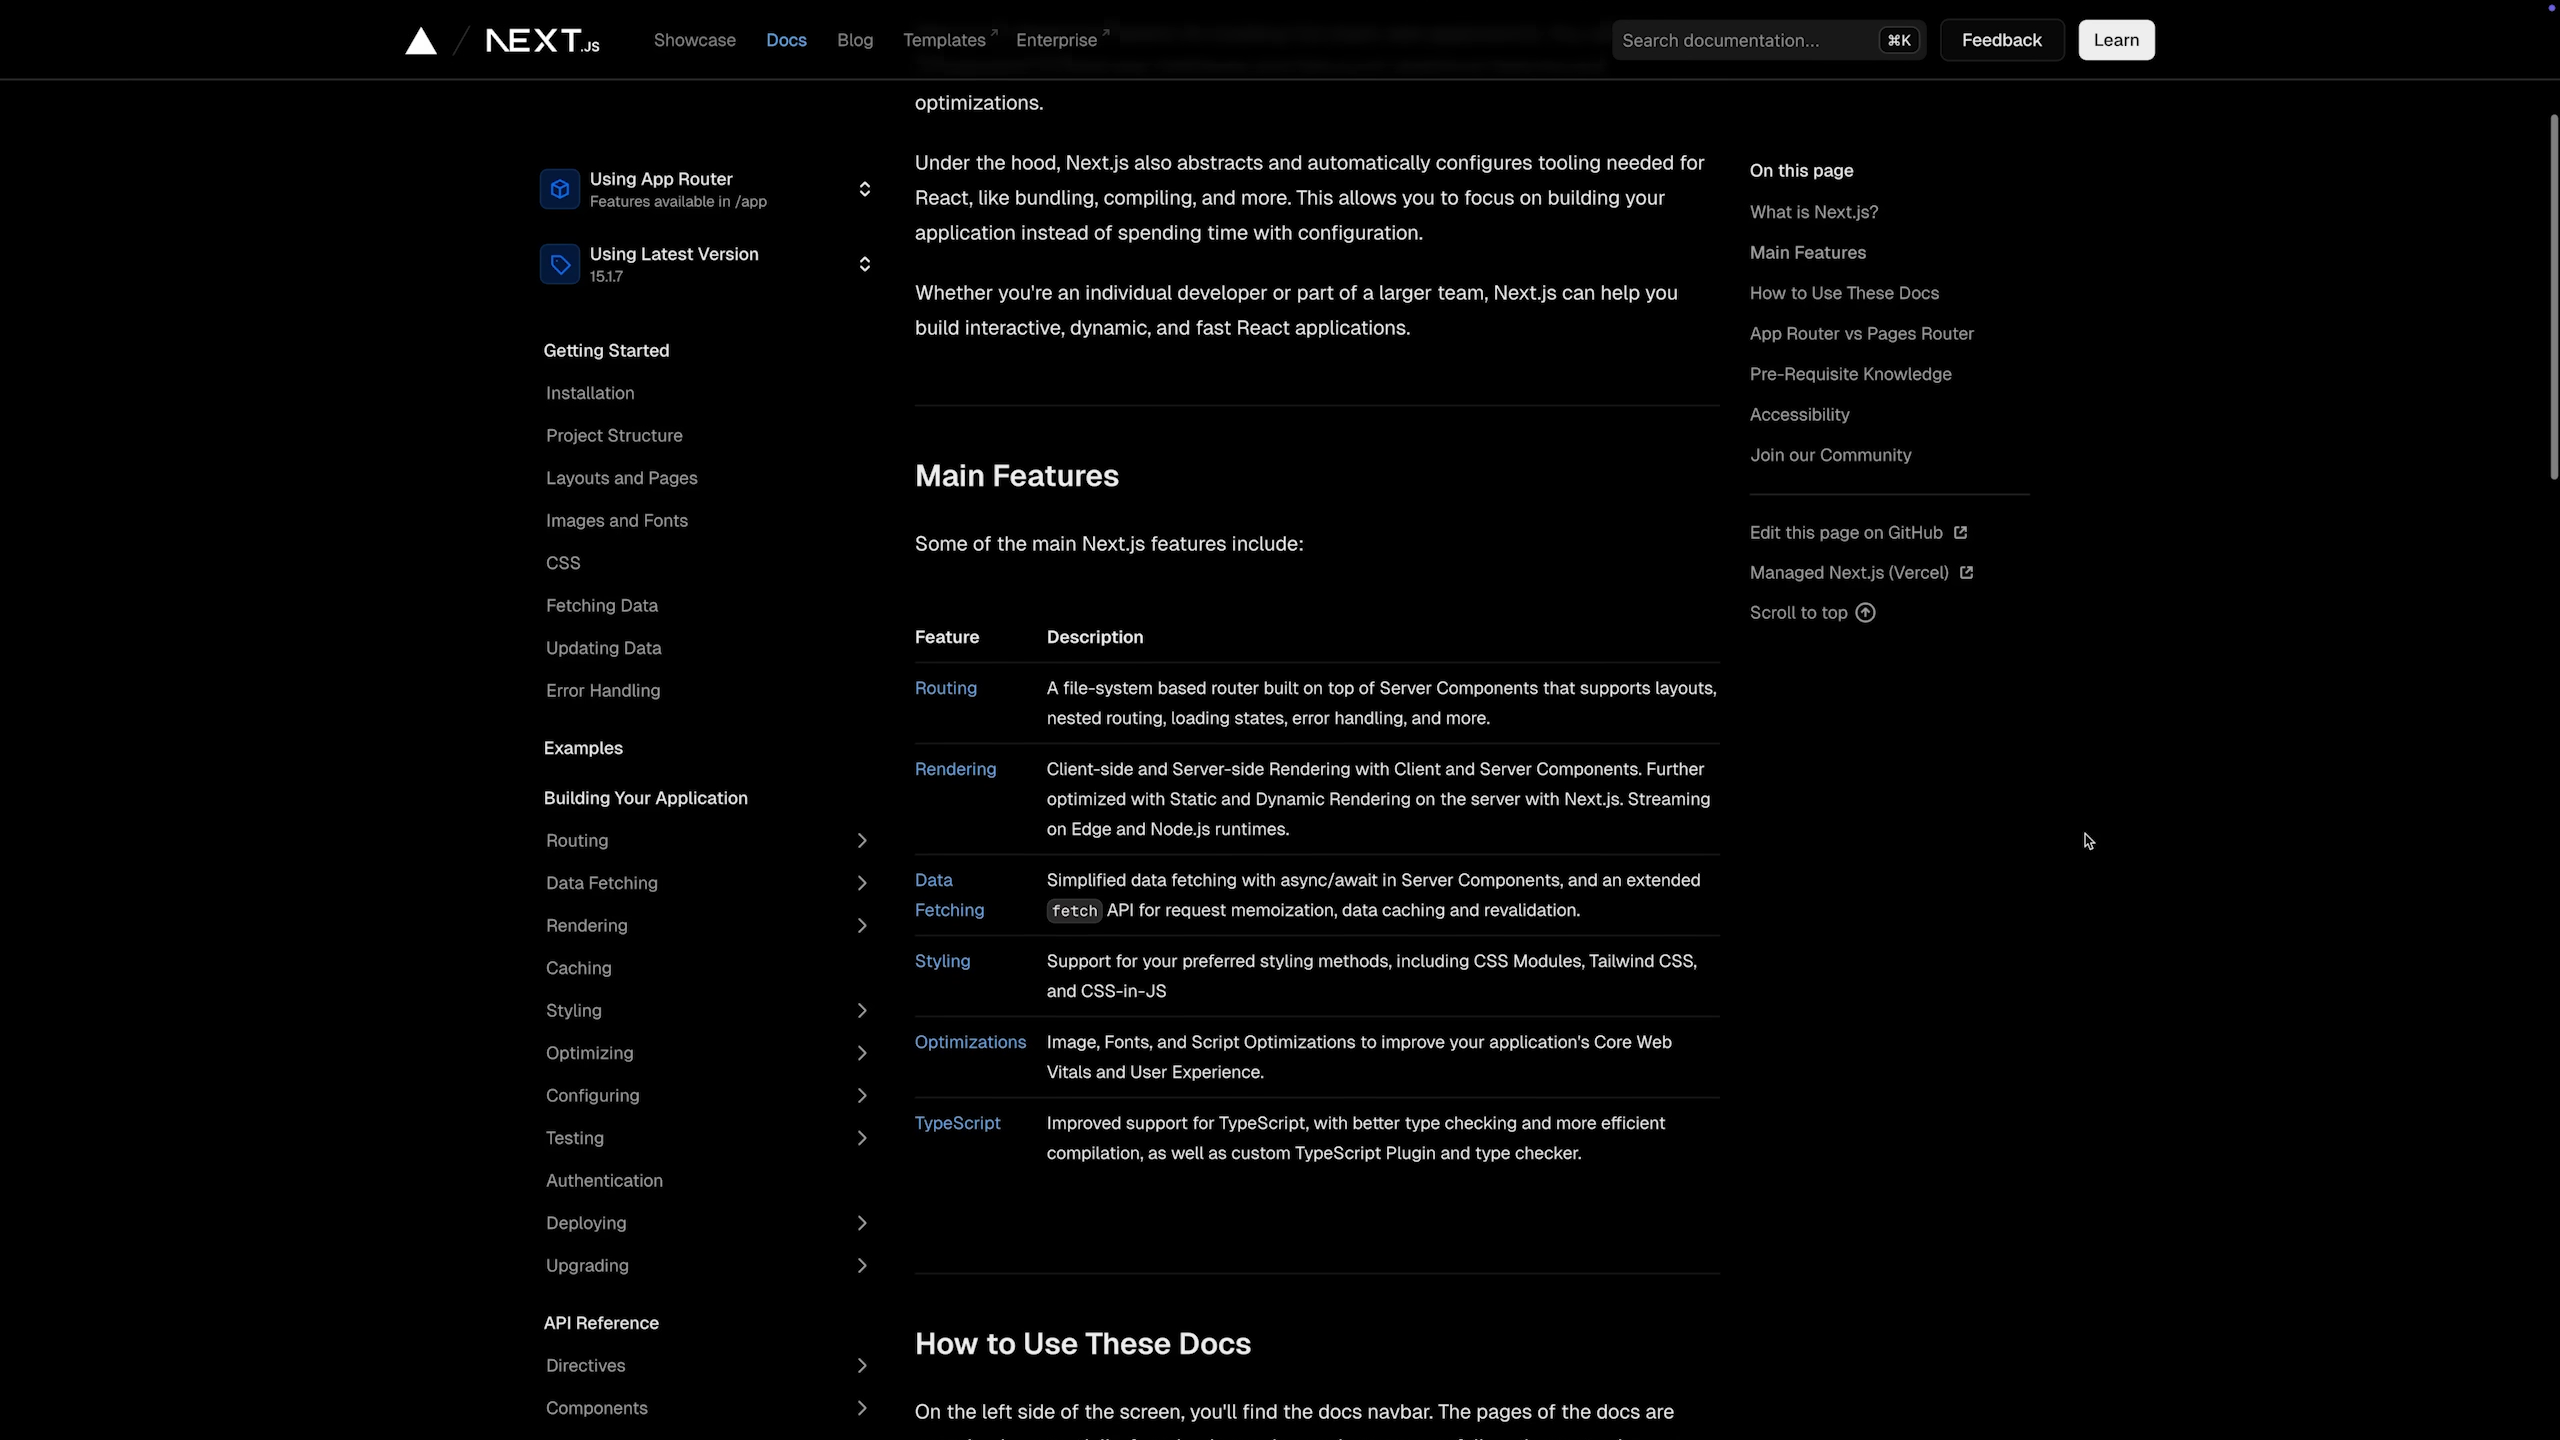 NEXT.JS
Showcase
Docs
Blog
Templates
Enterprise
Search documentation...
⌘K
Feedback
Learn
Using App Router
Features available in /app
Using Latest Version
15.1.7
Getting Started
Installation
Project Structure
Layouts and Pages
Images and Fonts
CSS
Fetching Data
Updating Data
Error Handling
Examples
Building Your Application
Routing
Data Fetching
Rendering
Caching
Styling
Optimizing
Configuring
Testing
Authentication
Deploying
Upgrading
API Reference
Directives
Components
optimizations.
Under the hood, Next.js also abstracts and automatically configures tooling needed for
React, like bundling, compiling, and more. This allows you to focus on building your
application instead of spending time with configuration.
Whether you're an individual developer or part of a larger team, Next.js can help you
build interactive, dynamic, and fast React applications.
Main Features
Some of the main Next.js features include:
Feature Description
Routing A file-system based router built on top of Server Components that supports layouts,
nested routing, loading states, error handling, and more.
Rendering Client-side and Server-side Rendering with Client and Server Components. Further
optimized with Static and Dynamic Rendering on the server with Next.js. Streaming
on Edge and Node.js runtimes.
Data Simplified data fetching with async/await in Server Components, and an extended
Fetching fetch API for request memoization, data caching and revalidation.
Styling Support for your preferred styling methods, including CSS Modules, Tailwind CSS,
and CSS-in-JS
Optimizations Image, Fonts, and Script Optimizations to improve your application's Core Web
Vitals and User Experience.
TypeScript Improved support for TypeScript, with better type checking and more efficient
compilation, as well as custom TypeScript Plugin and type checker.
How to Use These Docs
On the left side of the screen, you'll find the docs navbar. The pages of the docs are
On this page
What is Next.js?
Main Features
How to Use These Docs
App Router vs Pages Router
Pre-Requisite Knowledge
Accessibility
Join our Community
Edit this page on GitHub
Managed Next.js (Vercel)
Scroll to top